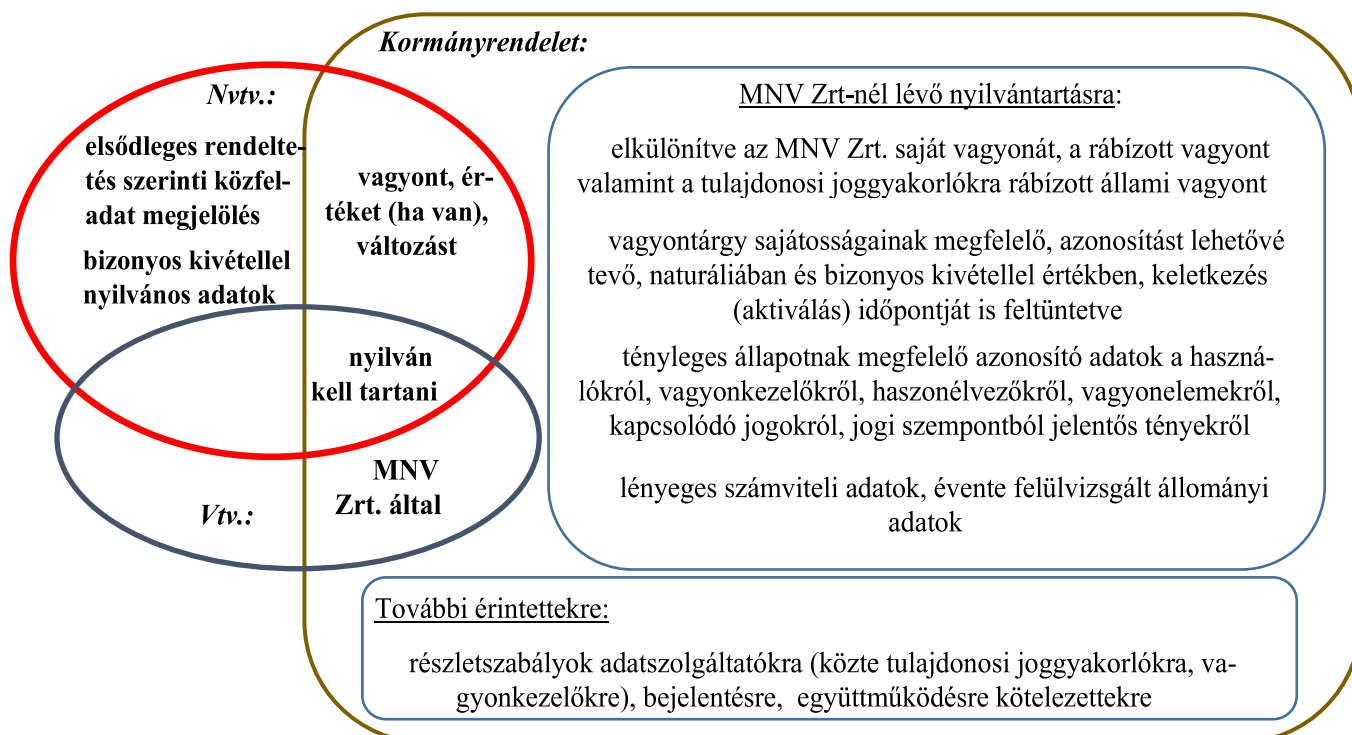 Kormányrendelet:
Nvtv.:
elsődleges rendelte-
tés szerinti közfel-
adat megjelölés
bizonyos kivétellel
nyilvános adatok
vagyont, ér-
téket (ha van),
változást
nyilván
kell tartani
MNV
Zrt. által
Vtv.:
MNV Zrt-nél lévő nyilvántartásra:
elkülönítve az MNV Zrt. saját vagyonát, a rábízott vagyont
valamint a tulajdonosi joggyakorlókra rábízott állami vagyont
vagyontárgy sajátosságainak megfelelő, azonosítást lehetővé
tevő, naturáliában és bizonyos kivétellel értékben, keletkezés
(aktiválás) időpontját is feltüntetve
tényleges állapotnak megfelelő azonosító adatok a haszná-
lókról, vagyonkezelőkről, haszonélvezőkről, vagyonelemekről,
kapcsolódó jogokról, jogi szempontból jelentős tényekről
lényeges számviteli adatok, évente felülvizsgált állományi
adatok
További érintettekre:
részletszabályok adatszolgáltatókra (közte tulajdonosi joggyakorlókra, va-
gyonkezelőkre), bejelentésre, együttműködésre kötelezettekre